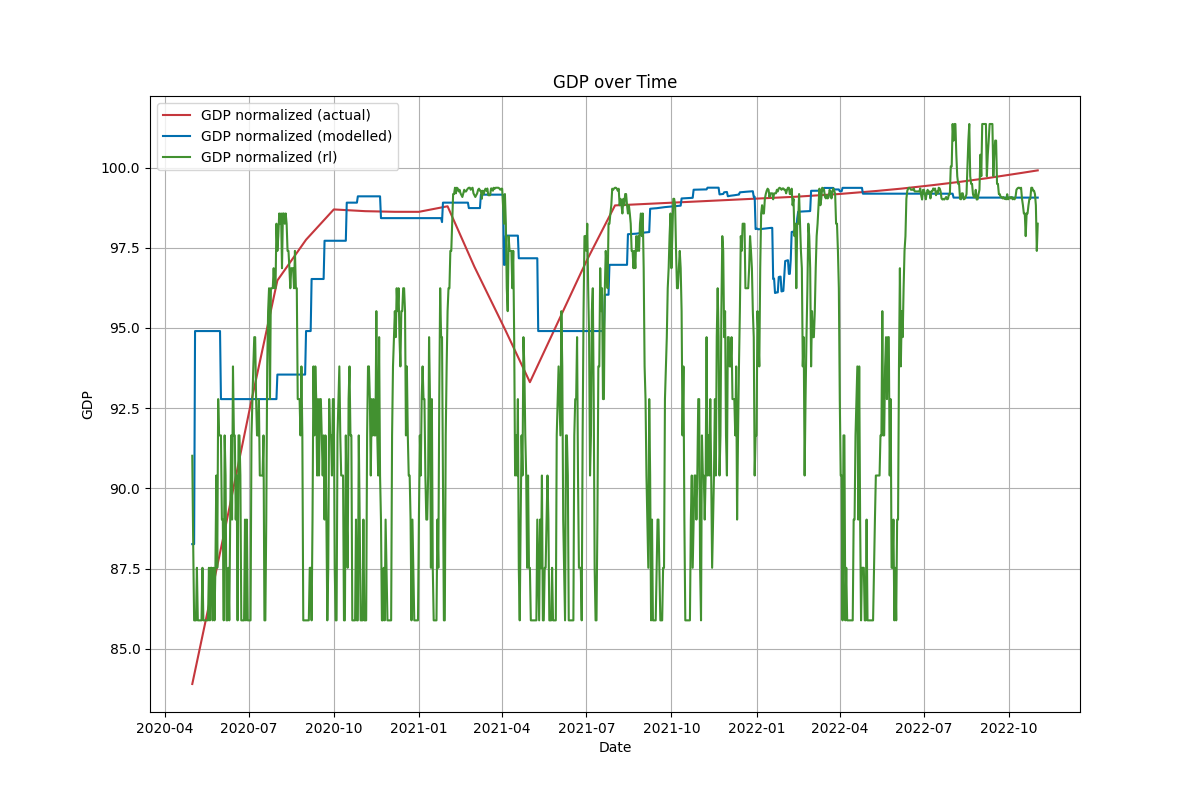 GDP over Time
GDP normalized (actual)
GDP normalized (modelled)
GDP normalized (rl)
100.0
97.5
95.0
92.5
90.0
87.5
85.0
GDP
2020-04 2020-07 2020-10 2021-01 2021-04 2021-07 2021-10 2022-01 2022-04 2022-07 2022-10
Date